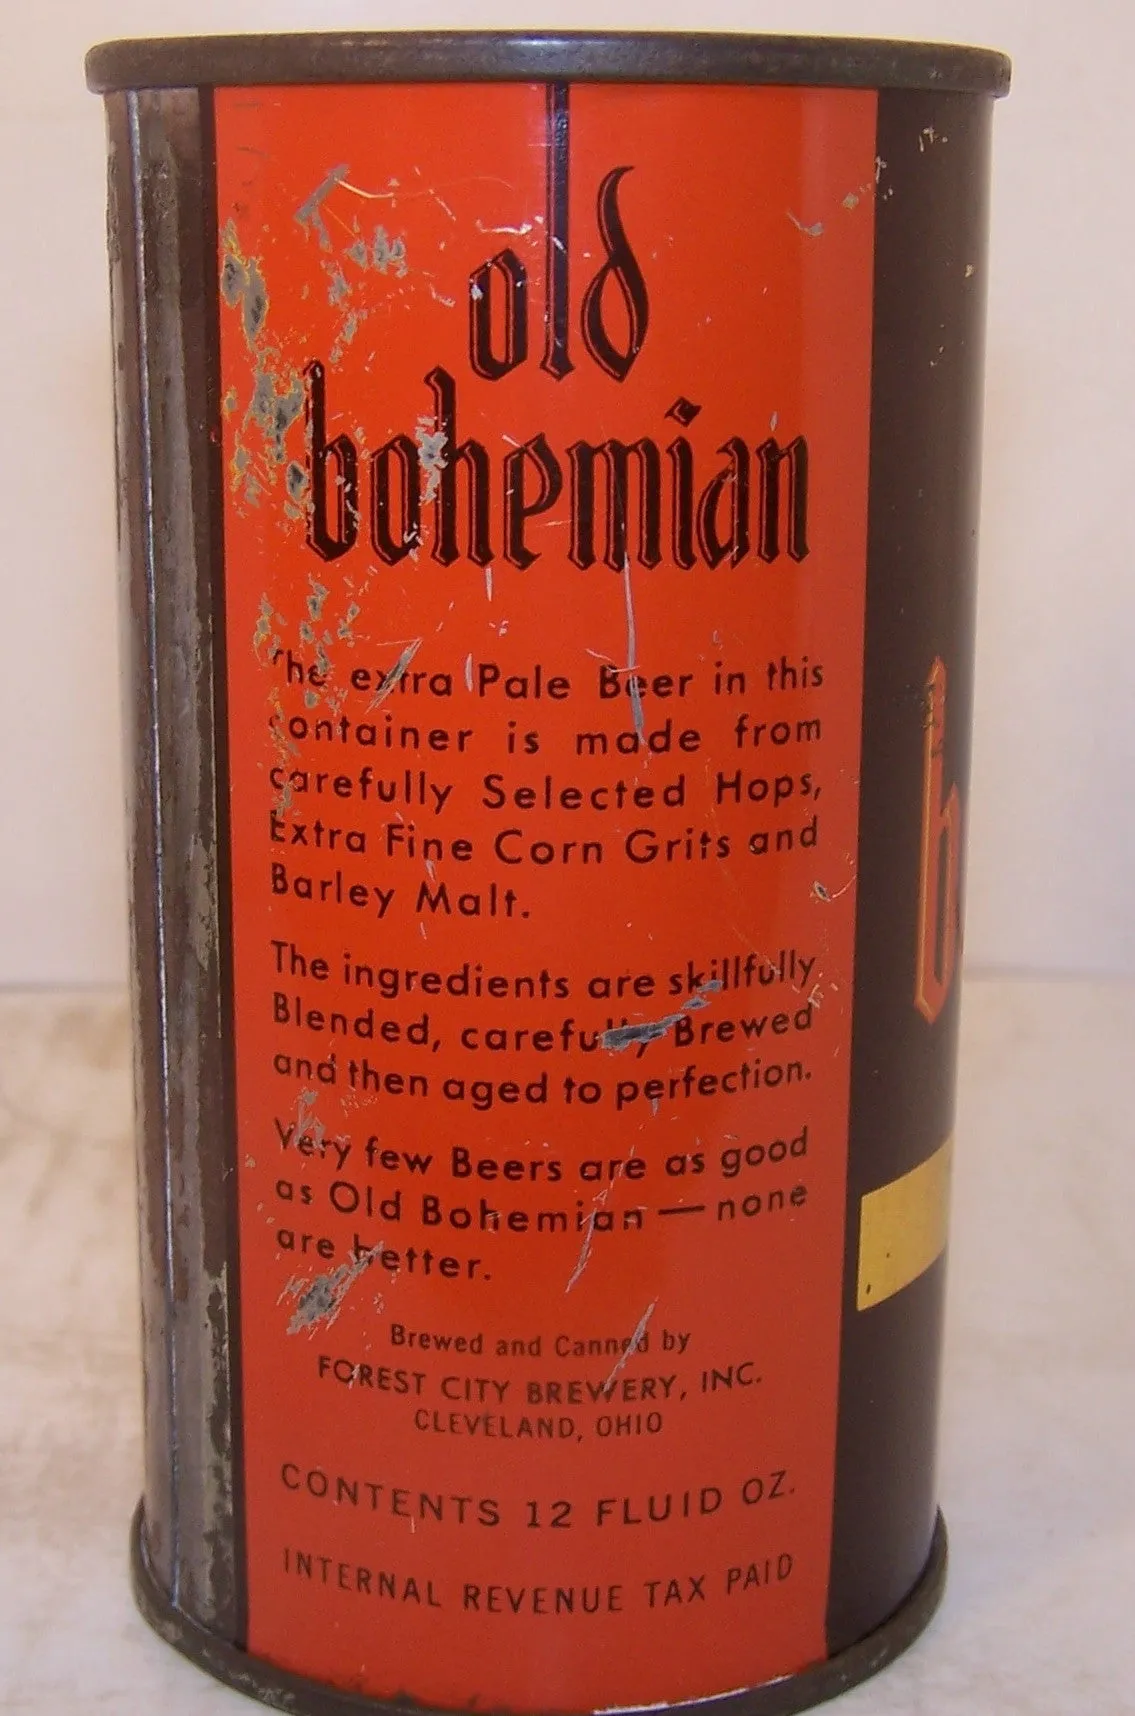 old
bohemian
The extra Pale Beer in this
container is made from
carefully Selected Hops,
Extra Fine Corn Grits and
Barley Malt.
The ingredients are skillfully
Blended, carefully Brewed
and then aged to perfection.
Very few Beers are as good
as Old Bohemian — none
are better.
Brewed and Canned by
FOREST CITY BREWERY, INC.
CLEVELAND, OHIO
CONTENTS 12 FLUID OZ.
INTERNAL REVENUE TAX PAID
b